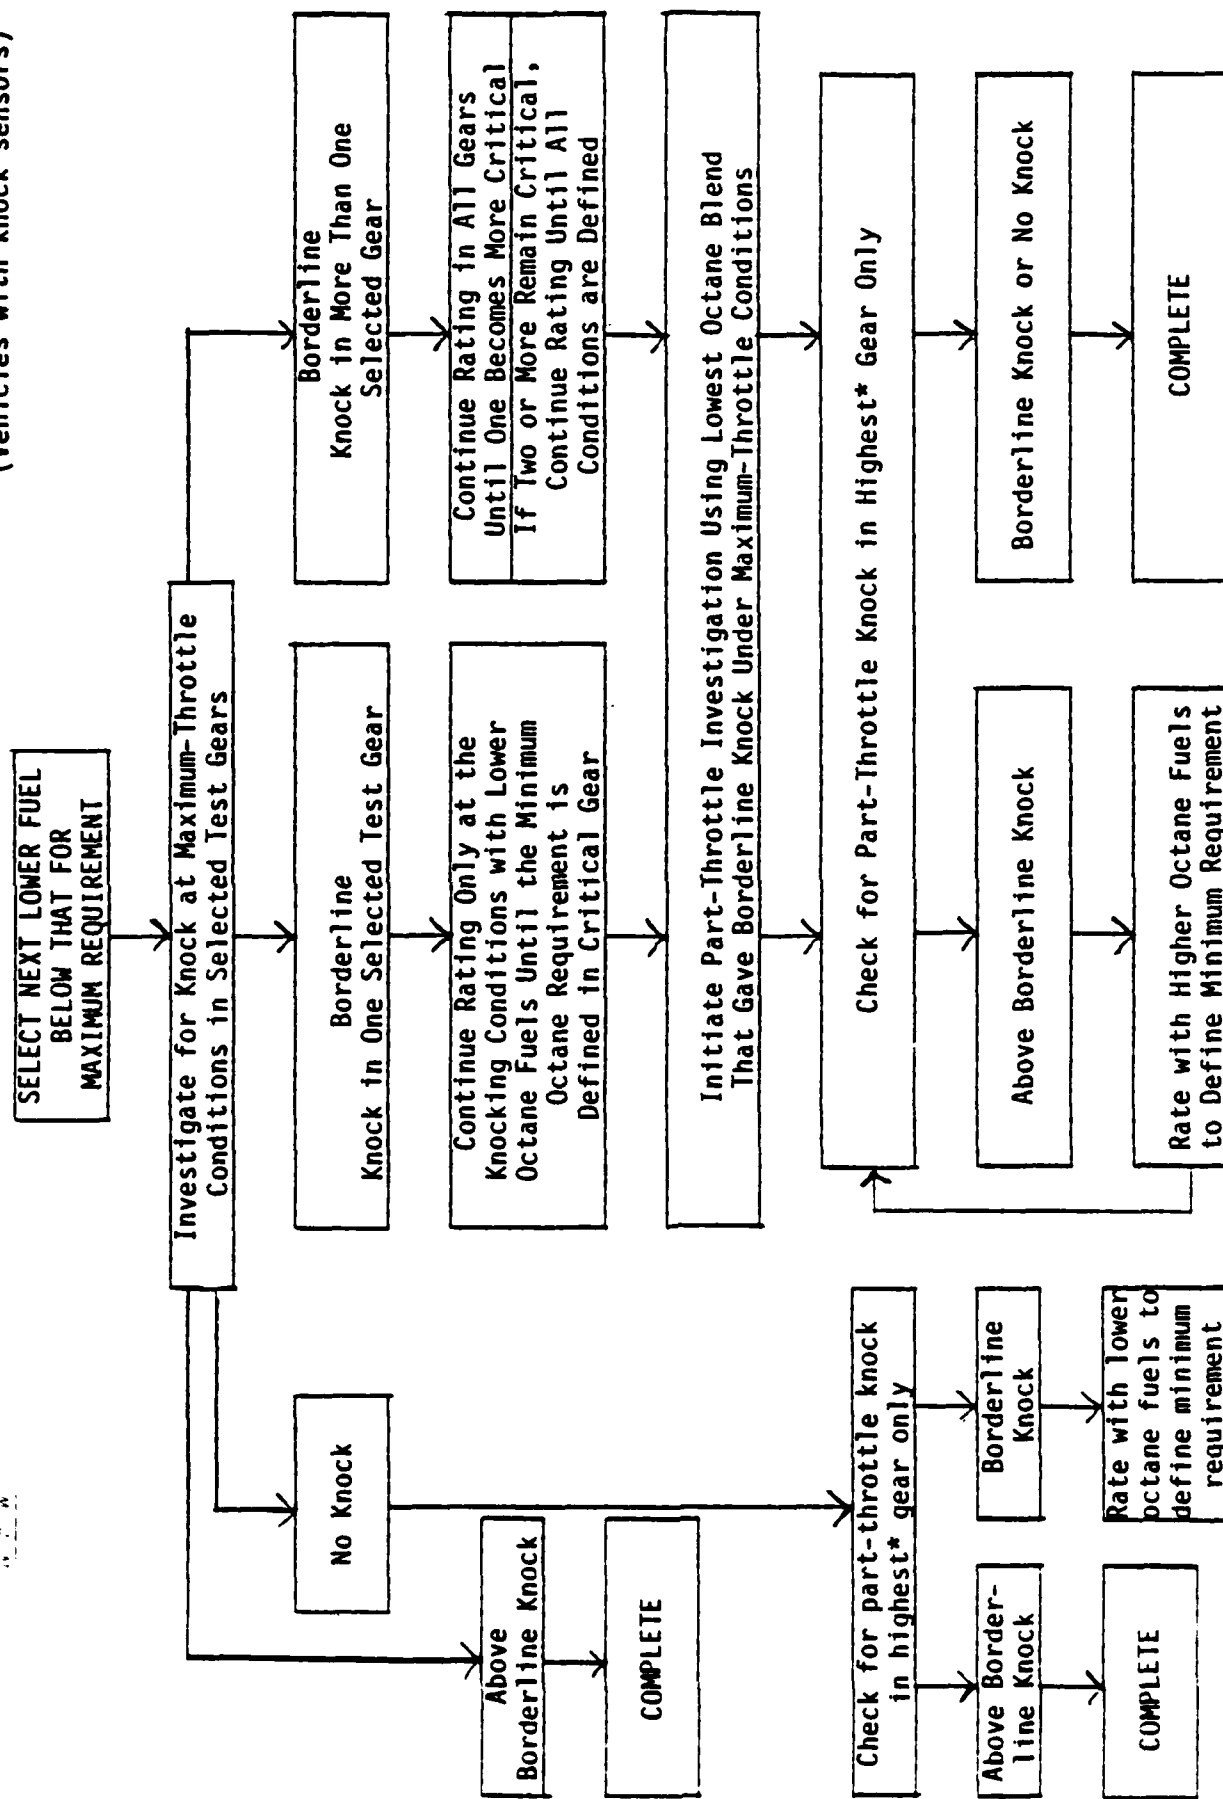 (vehicles with knock sensors)
SELECT NEXT LOWER FUEL
BELOW THAT FOR
MAXIMUM REQUIREMENT
Investigate for Knock at Maximum-Throttle
Conditions in Selected Test Gears
No Knock
Borderline
Knock in One Selected Test Gear
Borderline
Knock in More Than One
Selected Gear
Above
Borderline Knock
COMPLETE
Continue Rating Only at the
Knocking Conditions with Lower
Octane Fuels Until the Minimum
Octane Requirement is
Defined in Critical Gear
Continue Rating in All Gears
Until One Becomes More Critical
If Two or More Remain Critical,
Continue Rating Until All
Conditions are Defined
Initiate Part-Throttle Investigation Using Lowest Octane Blend
That Gave Borderline Knock Under Maximum-Throttle Conditions
Check for part-throttle knock
in highest* gear only
Check for Part-Throttle Knock in Highest* Gear Only
Above Border-
line Knock
Borderline
Knock
Above Borderline Knock
Borderline Knock or No Knock
COMPLETE
Rate with lower
octane fuels to
define minimum
requirement
Rate with Higher Octane Fuels
to Define Minimum Requirement
COMPLETE